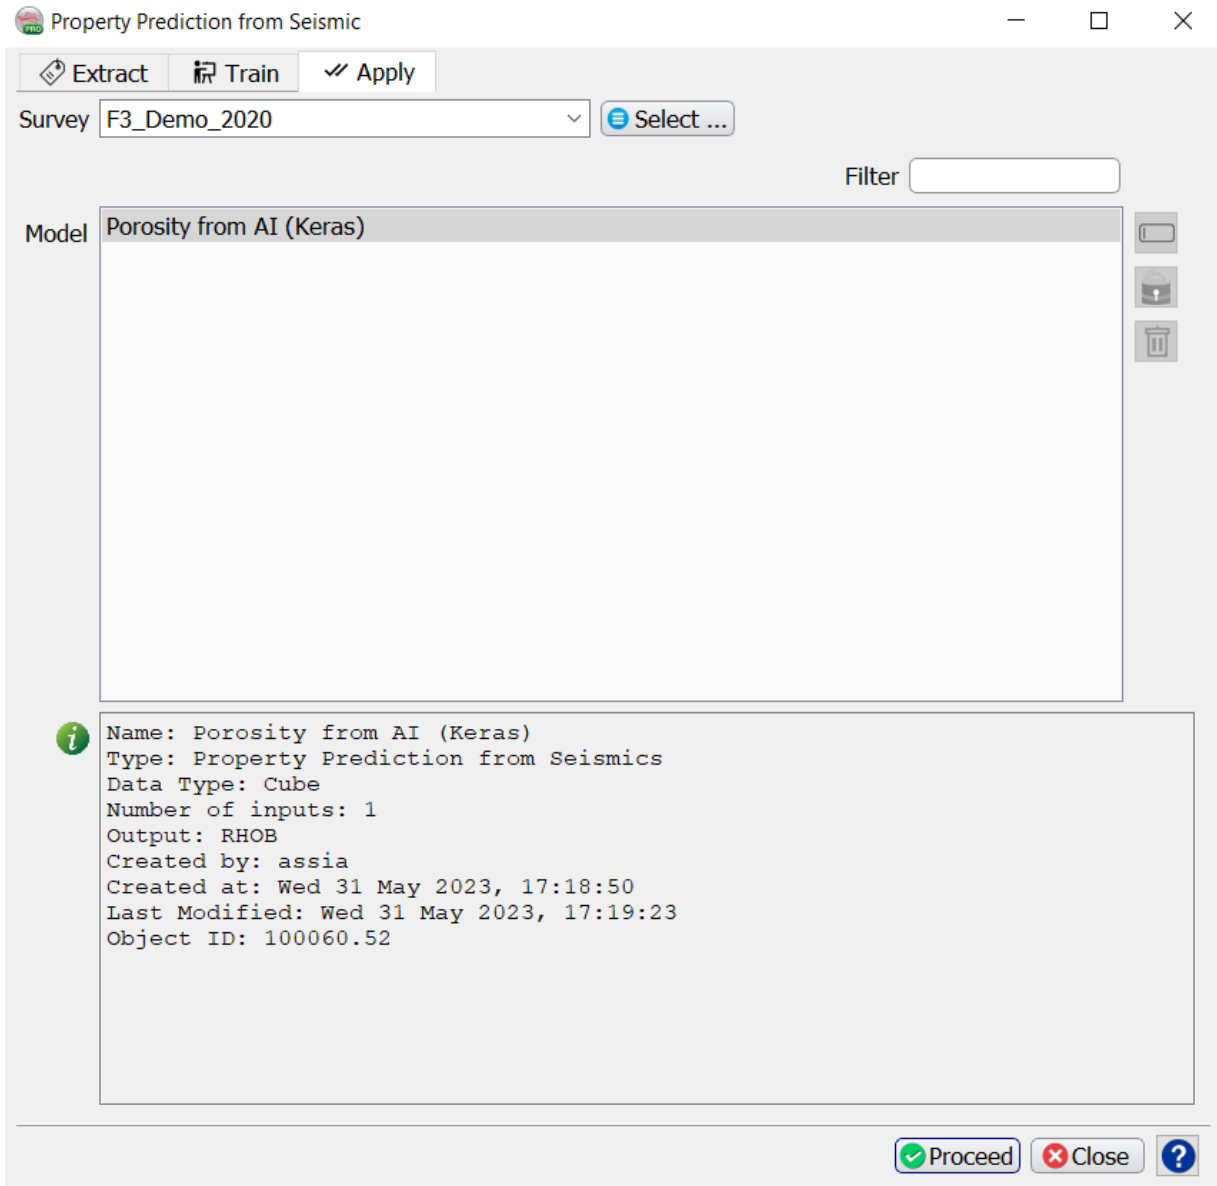 Property Prediction from Seismic
Extract Train Apply
Survey F3_Demo_2020 Select ...
Filter
Model Porosity from AI (Keras)
Name: Porosity from AI (Keras)
Type: Property Prediction from Seismics
Data Type: Cube
Number of inputs: 1
Output: RHOB
Created by: assia
Created at: Wed 31 May 2023, 17:18:50
Last Modified: Wed 31 May 2023, 17:19:23
Object ID: 100060.52
Proceed Close ?